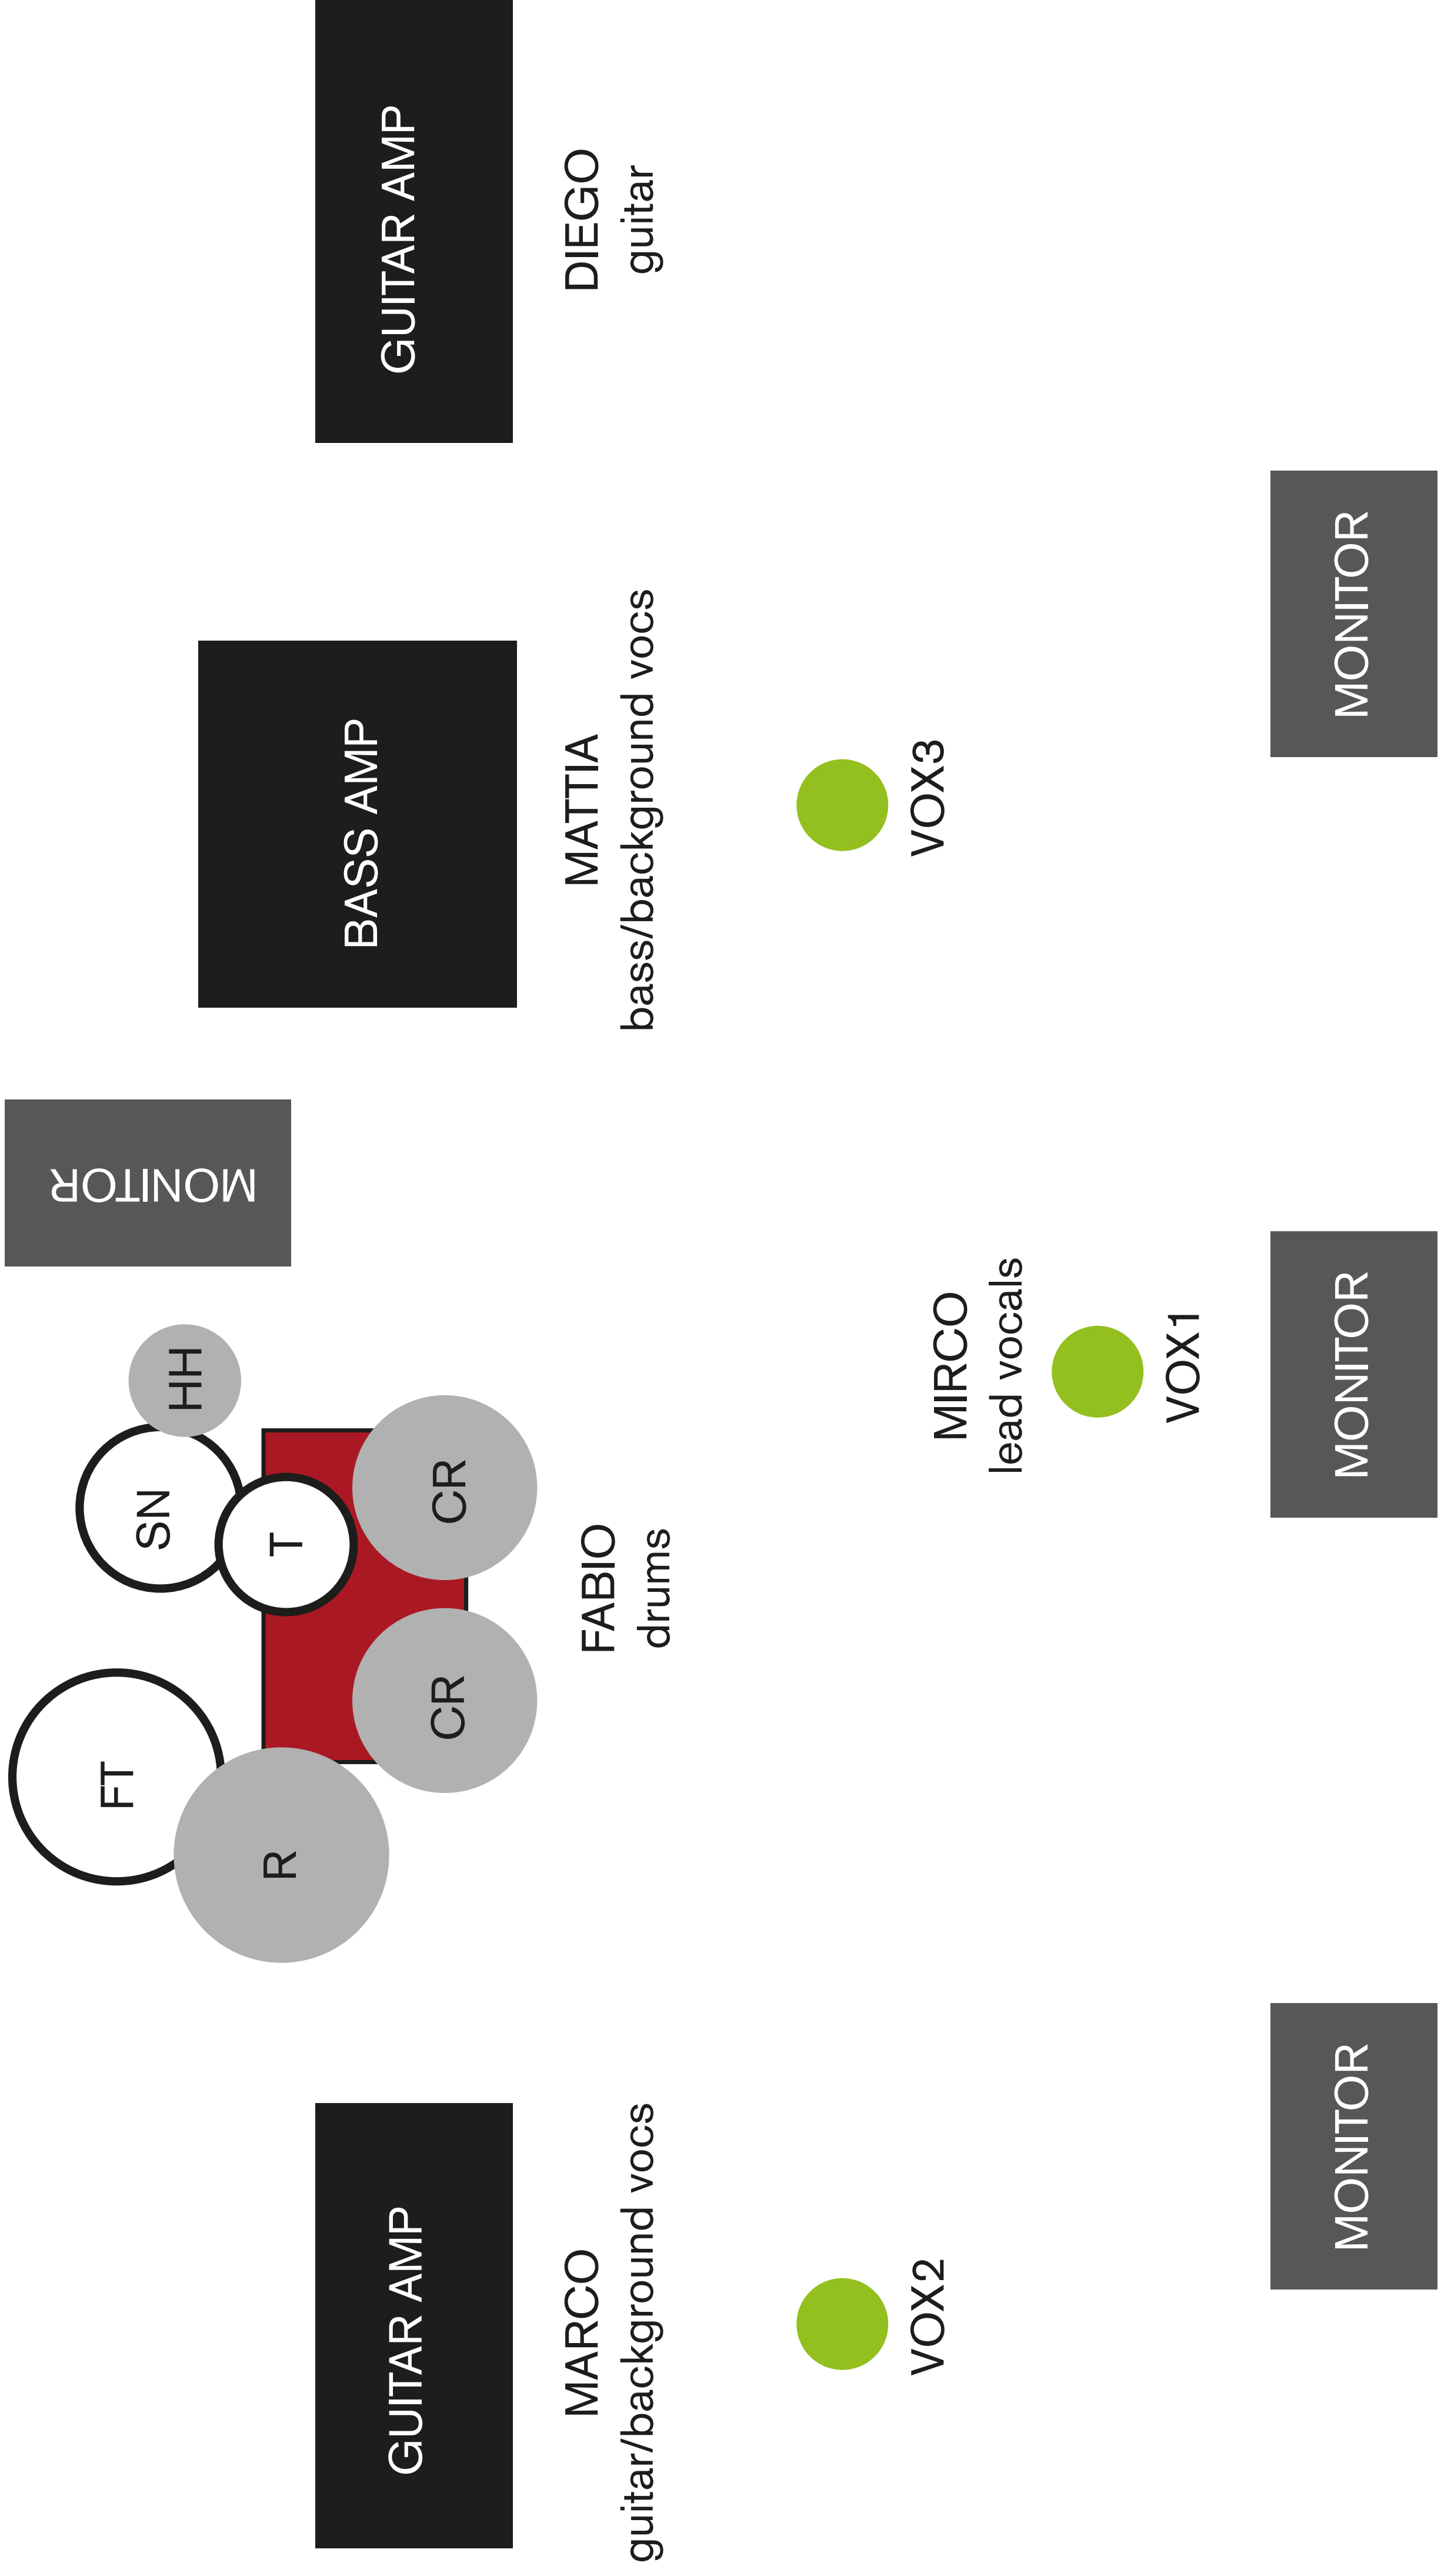 FT
SN
HH
MONITOR
R
T
GUITAR AMP
CR
CR
BASS AMP
GUITAR AMP
MARCO
guitar/background vocs
FABIO
drums
MATTIA
bass/background vocs
DIEGO
guitar
VOX2
MIRCO
lead vocals
VOX3
VOX1
MONITOR
MONITOR
MONITOR